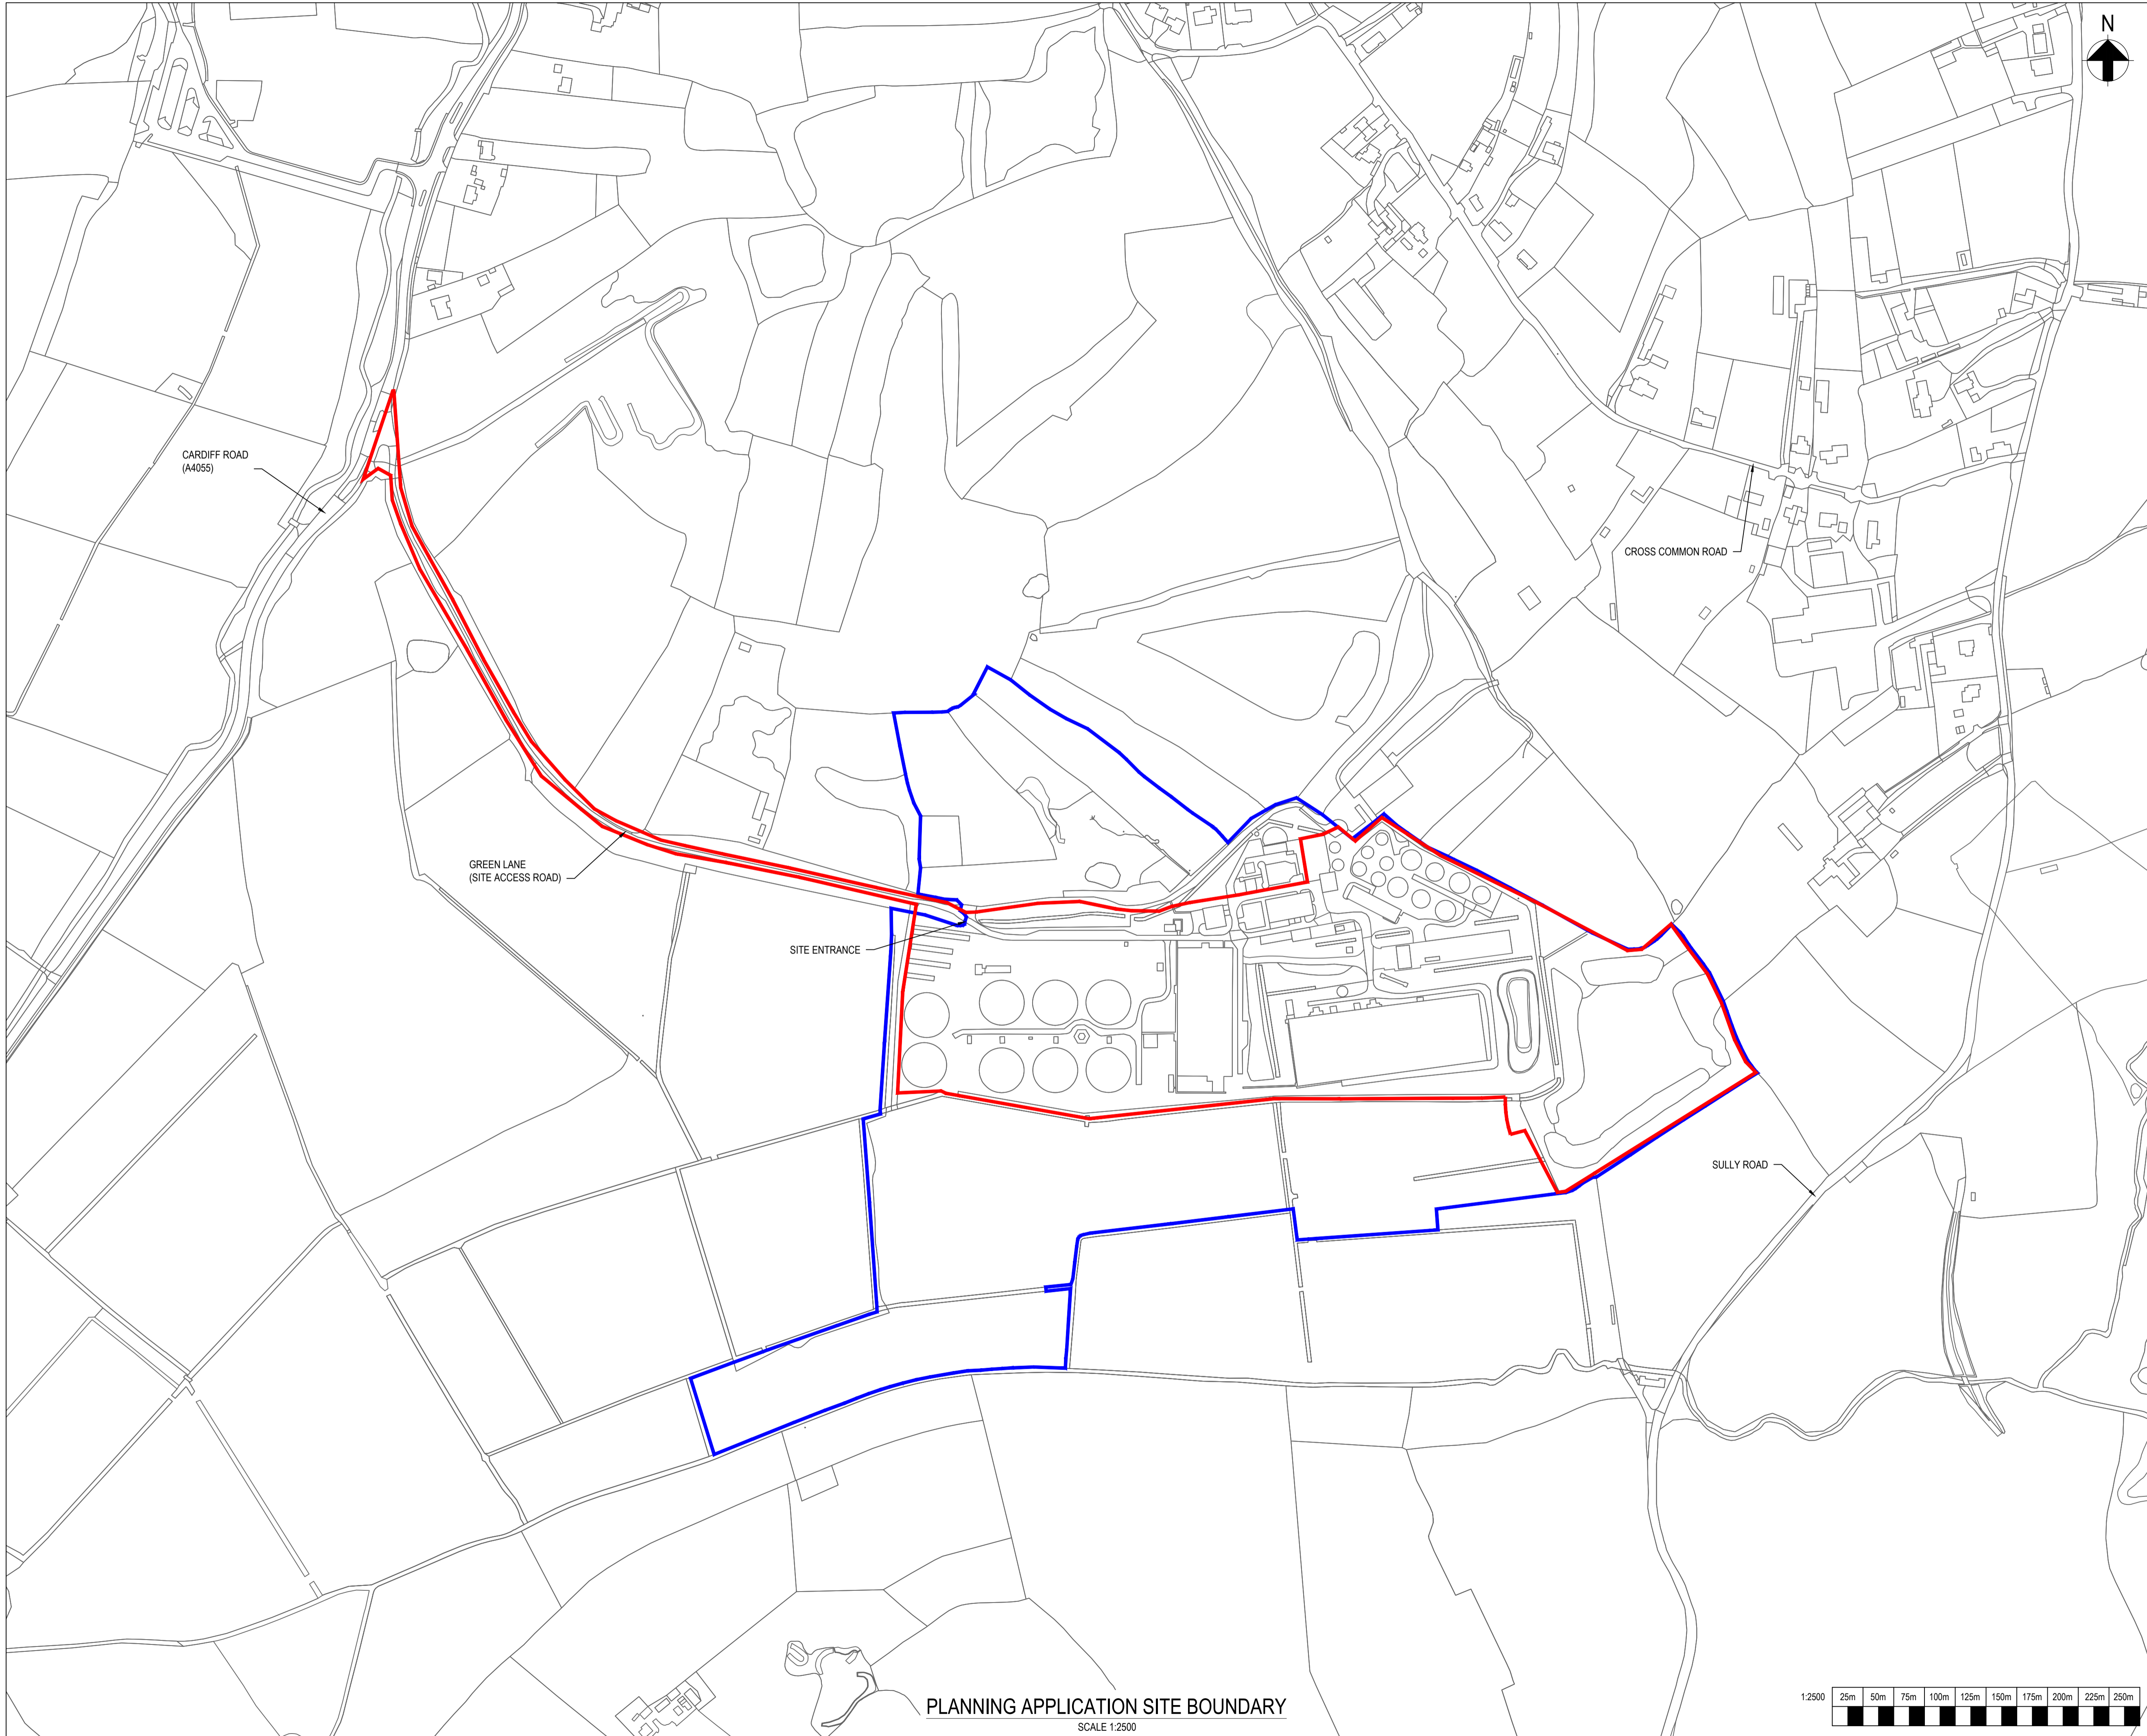 N
CARDIFF ROAD
(A4055)
CROSS COMMON ROAD
GREEN LANE
(SITE ACCESS ROAD)
SITE ENTRANCE
SULLY ROAD
PLANNING APPLICATION SITE BOUNDARY
SCALE 1:2500
1:2500 25m 50m 75m 100m 125m 150m 175m 200m 225m 250m